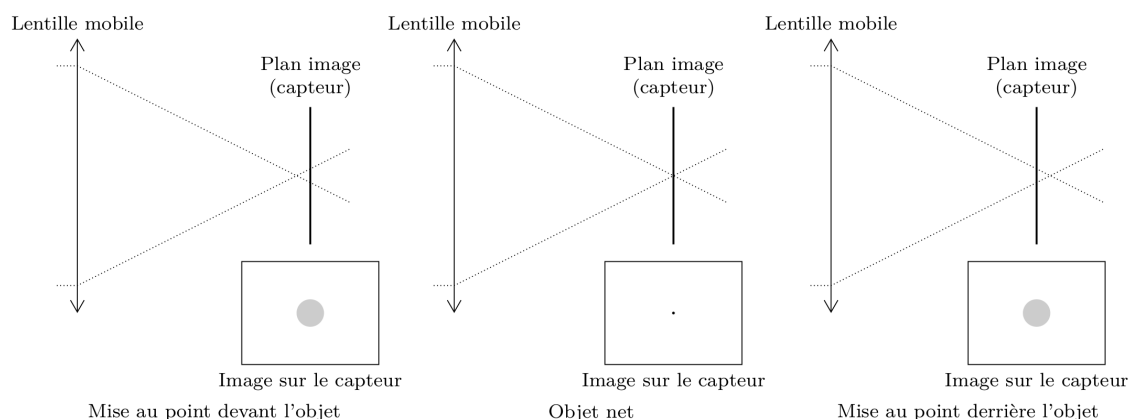 Lentille mobile
Plan image
(capteur)
Image sur le capteur
Mise au point devant l'objet
Lentille mobile
Plan image
(capteur)
Image sur le capteur
Objet net
Lentille mobile
Plan image
(capteur)
Image sur le capteur
Mise au point derrière l'objet